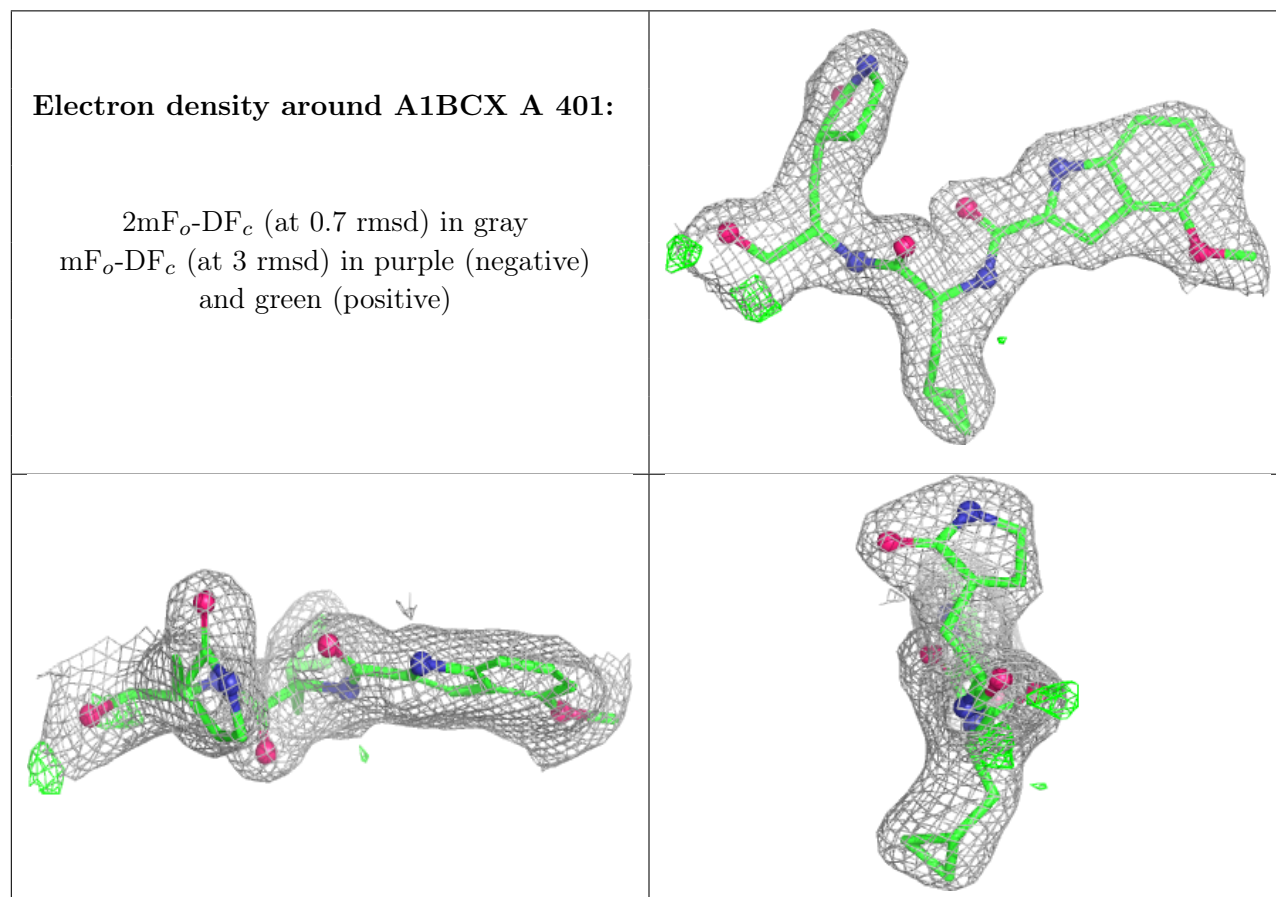 Electron density around A1BCX A 401:
2mFo-DFc (at 0.7 rmsd) in gray
mFo-DFc (at 3 rmsd) in purple (negative)
and green (positive)